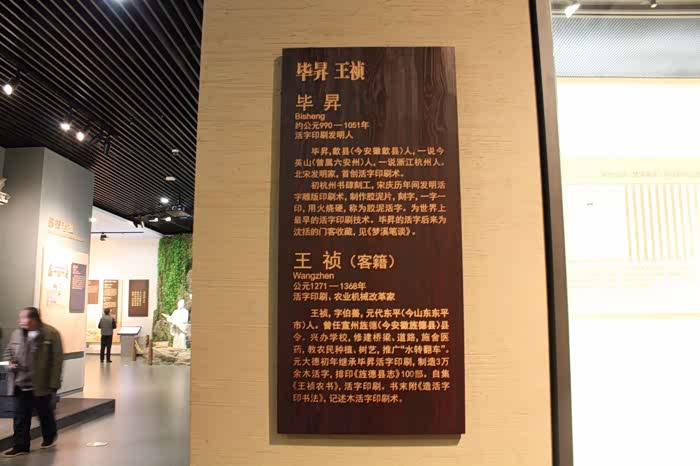 毕昇 王祯
毕 昇
Bisheng
约公元990—1051年
活字印刷发明人
毕昇,歙县(今安徽歙县)人,一说今
英山(曾属六安州)人,一说浙江杭州人。
北宋发明家,首创活字印刷术。
初杭州书肆刻工,宋庆历年间发明活
字雕版印刷术,制作胶泥片,刻字,一字一
印,用火烧硬,称为胶泥活字,为世界上
最早的活字印刷技术。毕昇的活字后来为
沈括的门客收藏,见《梦溪笔谈》。
王 祯(客籍)
Wangzhen
公元1271—1368年
活字印刷、农业机械改革家
王祯,字伯善,元代东平(今山东东平
市)人。曾任宣州旌德(今安徽旌德县)县
令。兴办学校,修建桥梁、道路,施舍医
药,教农民种植、树艺,推广“水转翻车”。
元大德初年继承毕昇活字印刷,制造3万
余木活字,排印《旌德县志》100部。自集
《王祯农书》,活字印刷。书末附《造活字
印书法》,记述木活字印刷术。